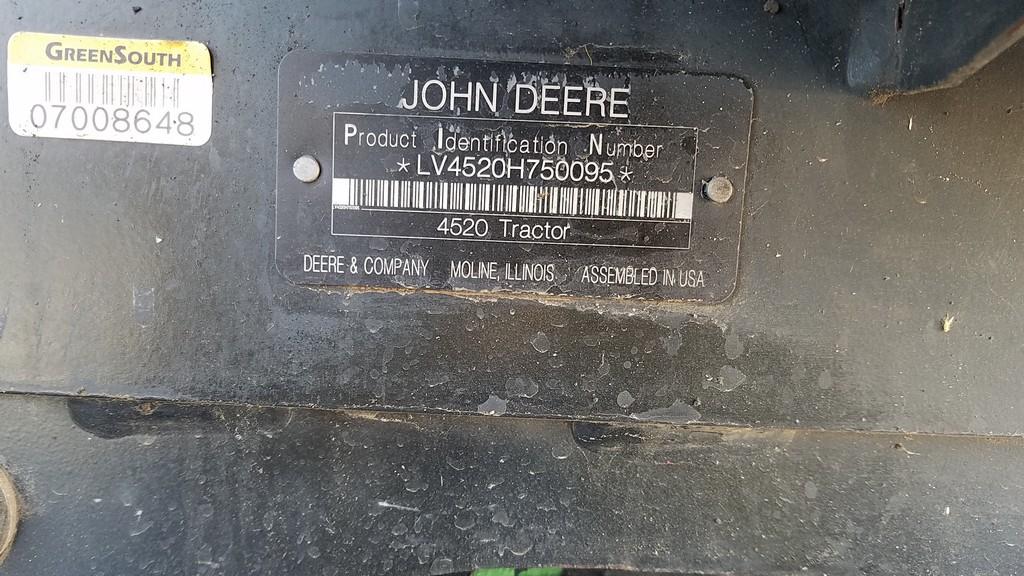 GREENSOUTH
07008648
JOHN DEERE
Product Identification Number
*LV4520H750095*
4520 Tractor
DEERE & COMPANY MOLINE, ILLINOIS ASSEMBLED IN USA